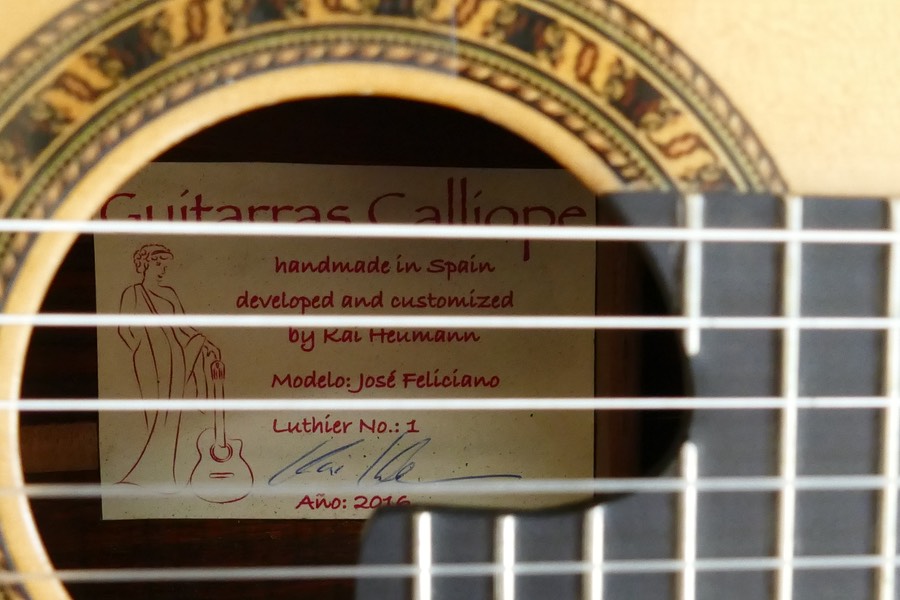 Guitarras Calliope
handmade in Spain
developed and customized
by Kai Heumann
Modelo: José Feliciano
Luthier No.: 1
Año: 2016